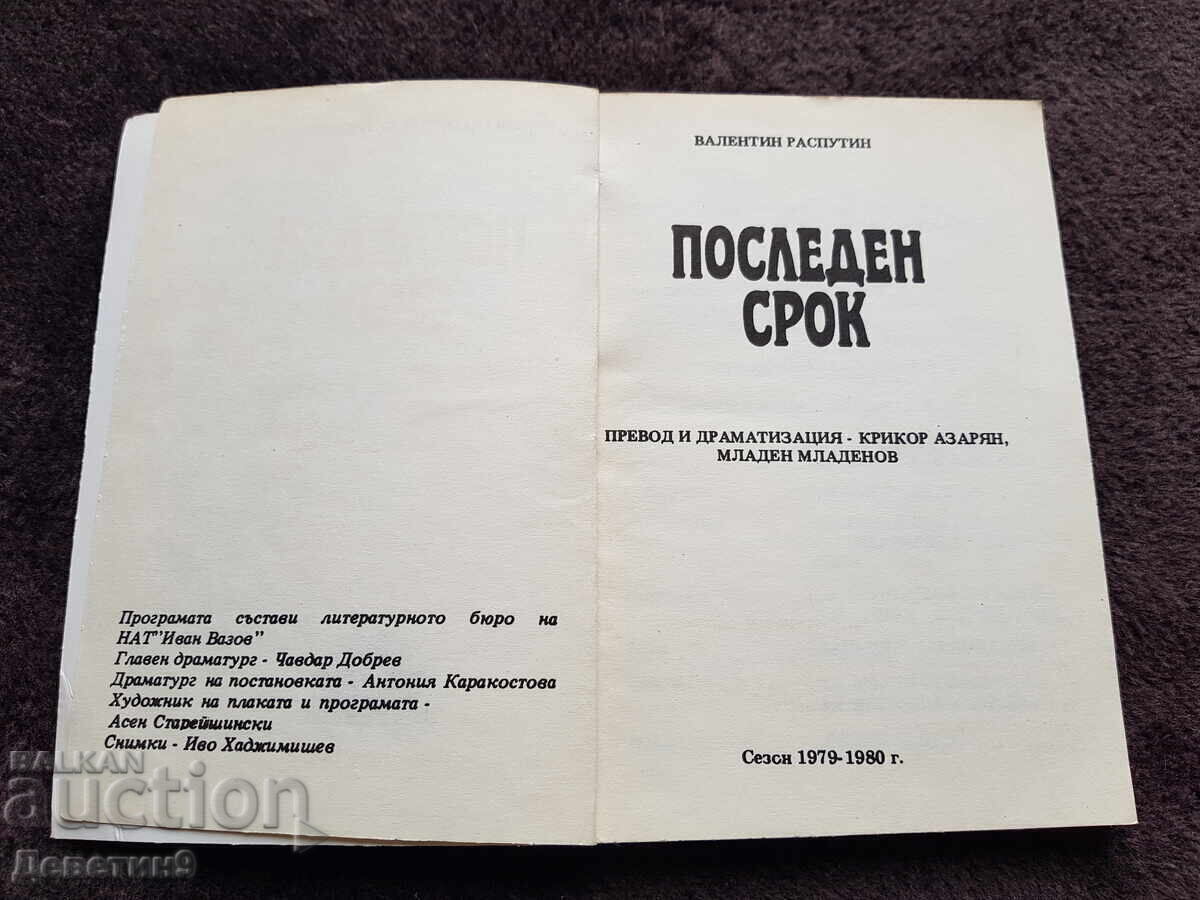 Програмата състави литературното бюро на
НАТ"Иван Вазов"
Главен драматург - Чавдар Добрев
Драматург на постановката - Антония Каракостова
Художник на плаката и програмата -
Асен Старейшински
Снимки - Иво Хаджимишев
ВАЛЕНТИН РАСПУТИН
ПОСЛЕДЕН
СРОК
ПРЕВОД И ДРАМАТИЗАЦИЯ - КРИКОР АЗАРЯН,
МЛАДЕН МЛАДЕНОВ
Сезон 1979-1980 г.
BALKAN
auction
Деветин9